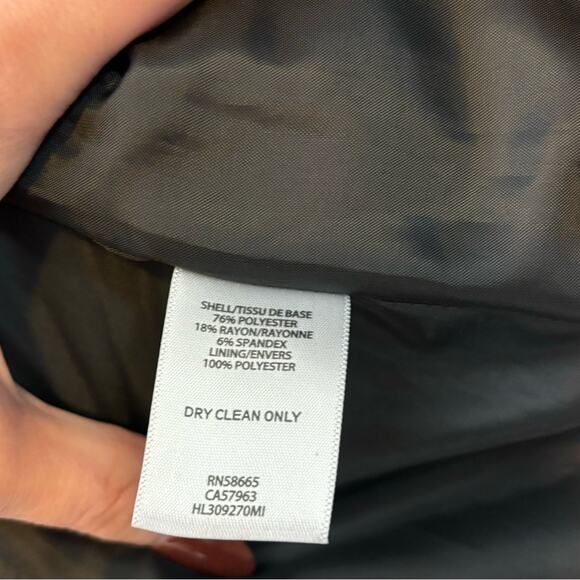 SHELL/TISSU DE BASE
76% POLYESTER
18% RAYON/RAYONNE
6% SPANDEX
LINING/ENVERS
100% POLYESTER
DRY CLEAN ONLY
RN58665
CA57963
HL309270MI